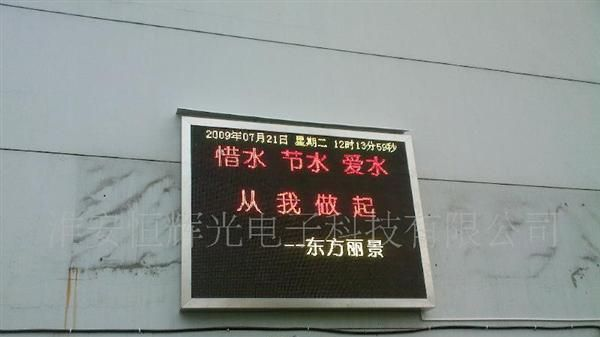 2009年07月21日 星期二 12时13分59秒
惜水 节水 爱水
从我做起
--东方丽景
淮安恒辉光电子科技有限公司